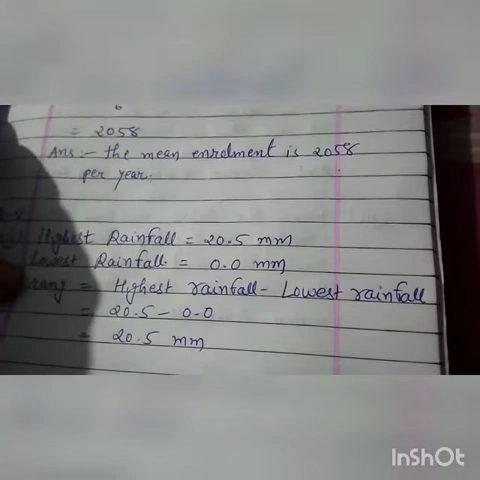 = 2058
Ans:- the mean enrolment is 2058
per year.
Highest Rainfall = 20.5 mm
Lowest Rainfall = 0.0 mm
rang = Highest rainfall - Lowest rainfall
= 20.5 - 0.0
= 20.5 mm
InShOt